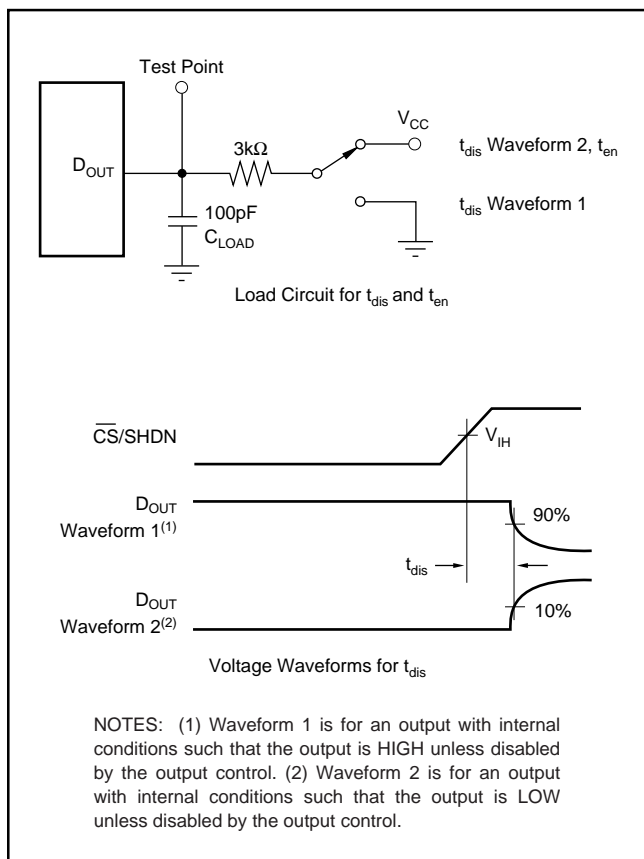 Test Point
D_OUT
3kΩ
V_CC
t_dis Waveform 2, t_en
100pF
C_LOAD
t_dis Waveform 1
Load Circuit for t_dis and t_en
C̅S̅/SHDN
V_IH
D_OUT
Waveform 1(1)
90%
t_dis
D_OUT
Waveform 2(2)
10%
Voltage Waveforms for t_dis
NOTES: (1) Waveform 1 is for an output with internal
conditions such that the output is HIGH unless disabled
by the output control. (2) Waveform 2 is for an output
with internal conditions such that the output is LOW
unless disabled by the output control.